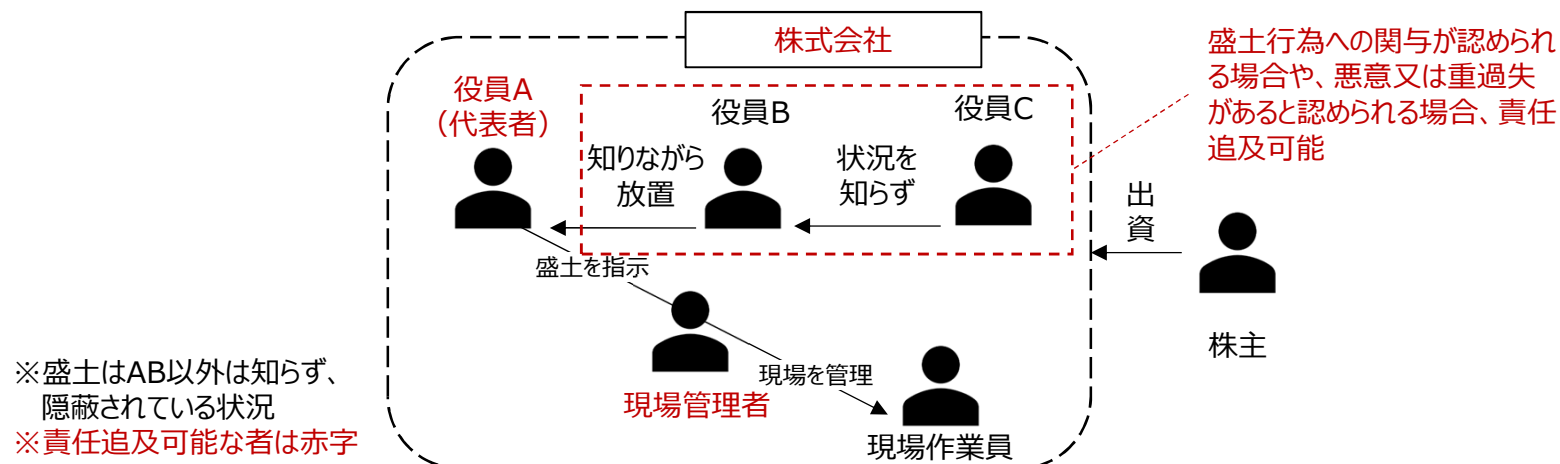 株式会社
役員A
（代表者）
役員B
役員C
知りながら
放置
状況を
知らず
盛土行為への関与が認められ
る場合や、悪意又は重過失
があると認められる場合、責任
追及可能
出
資
株主
盛土を指示
現場管理者
現場を管理
現場作業員
※盛土はAB以外は知らず、
隠蔽されている状況
※責任追及可能な者は赤字